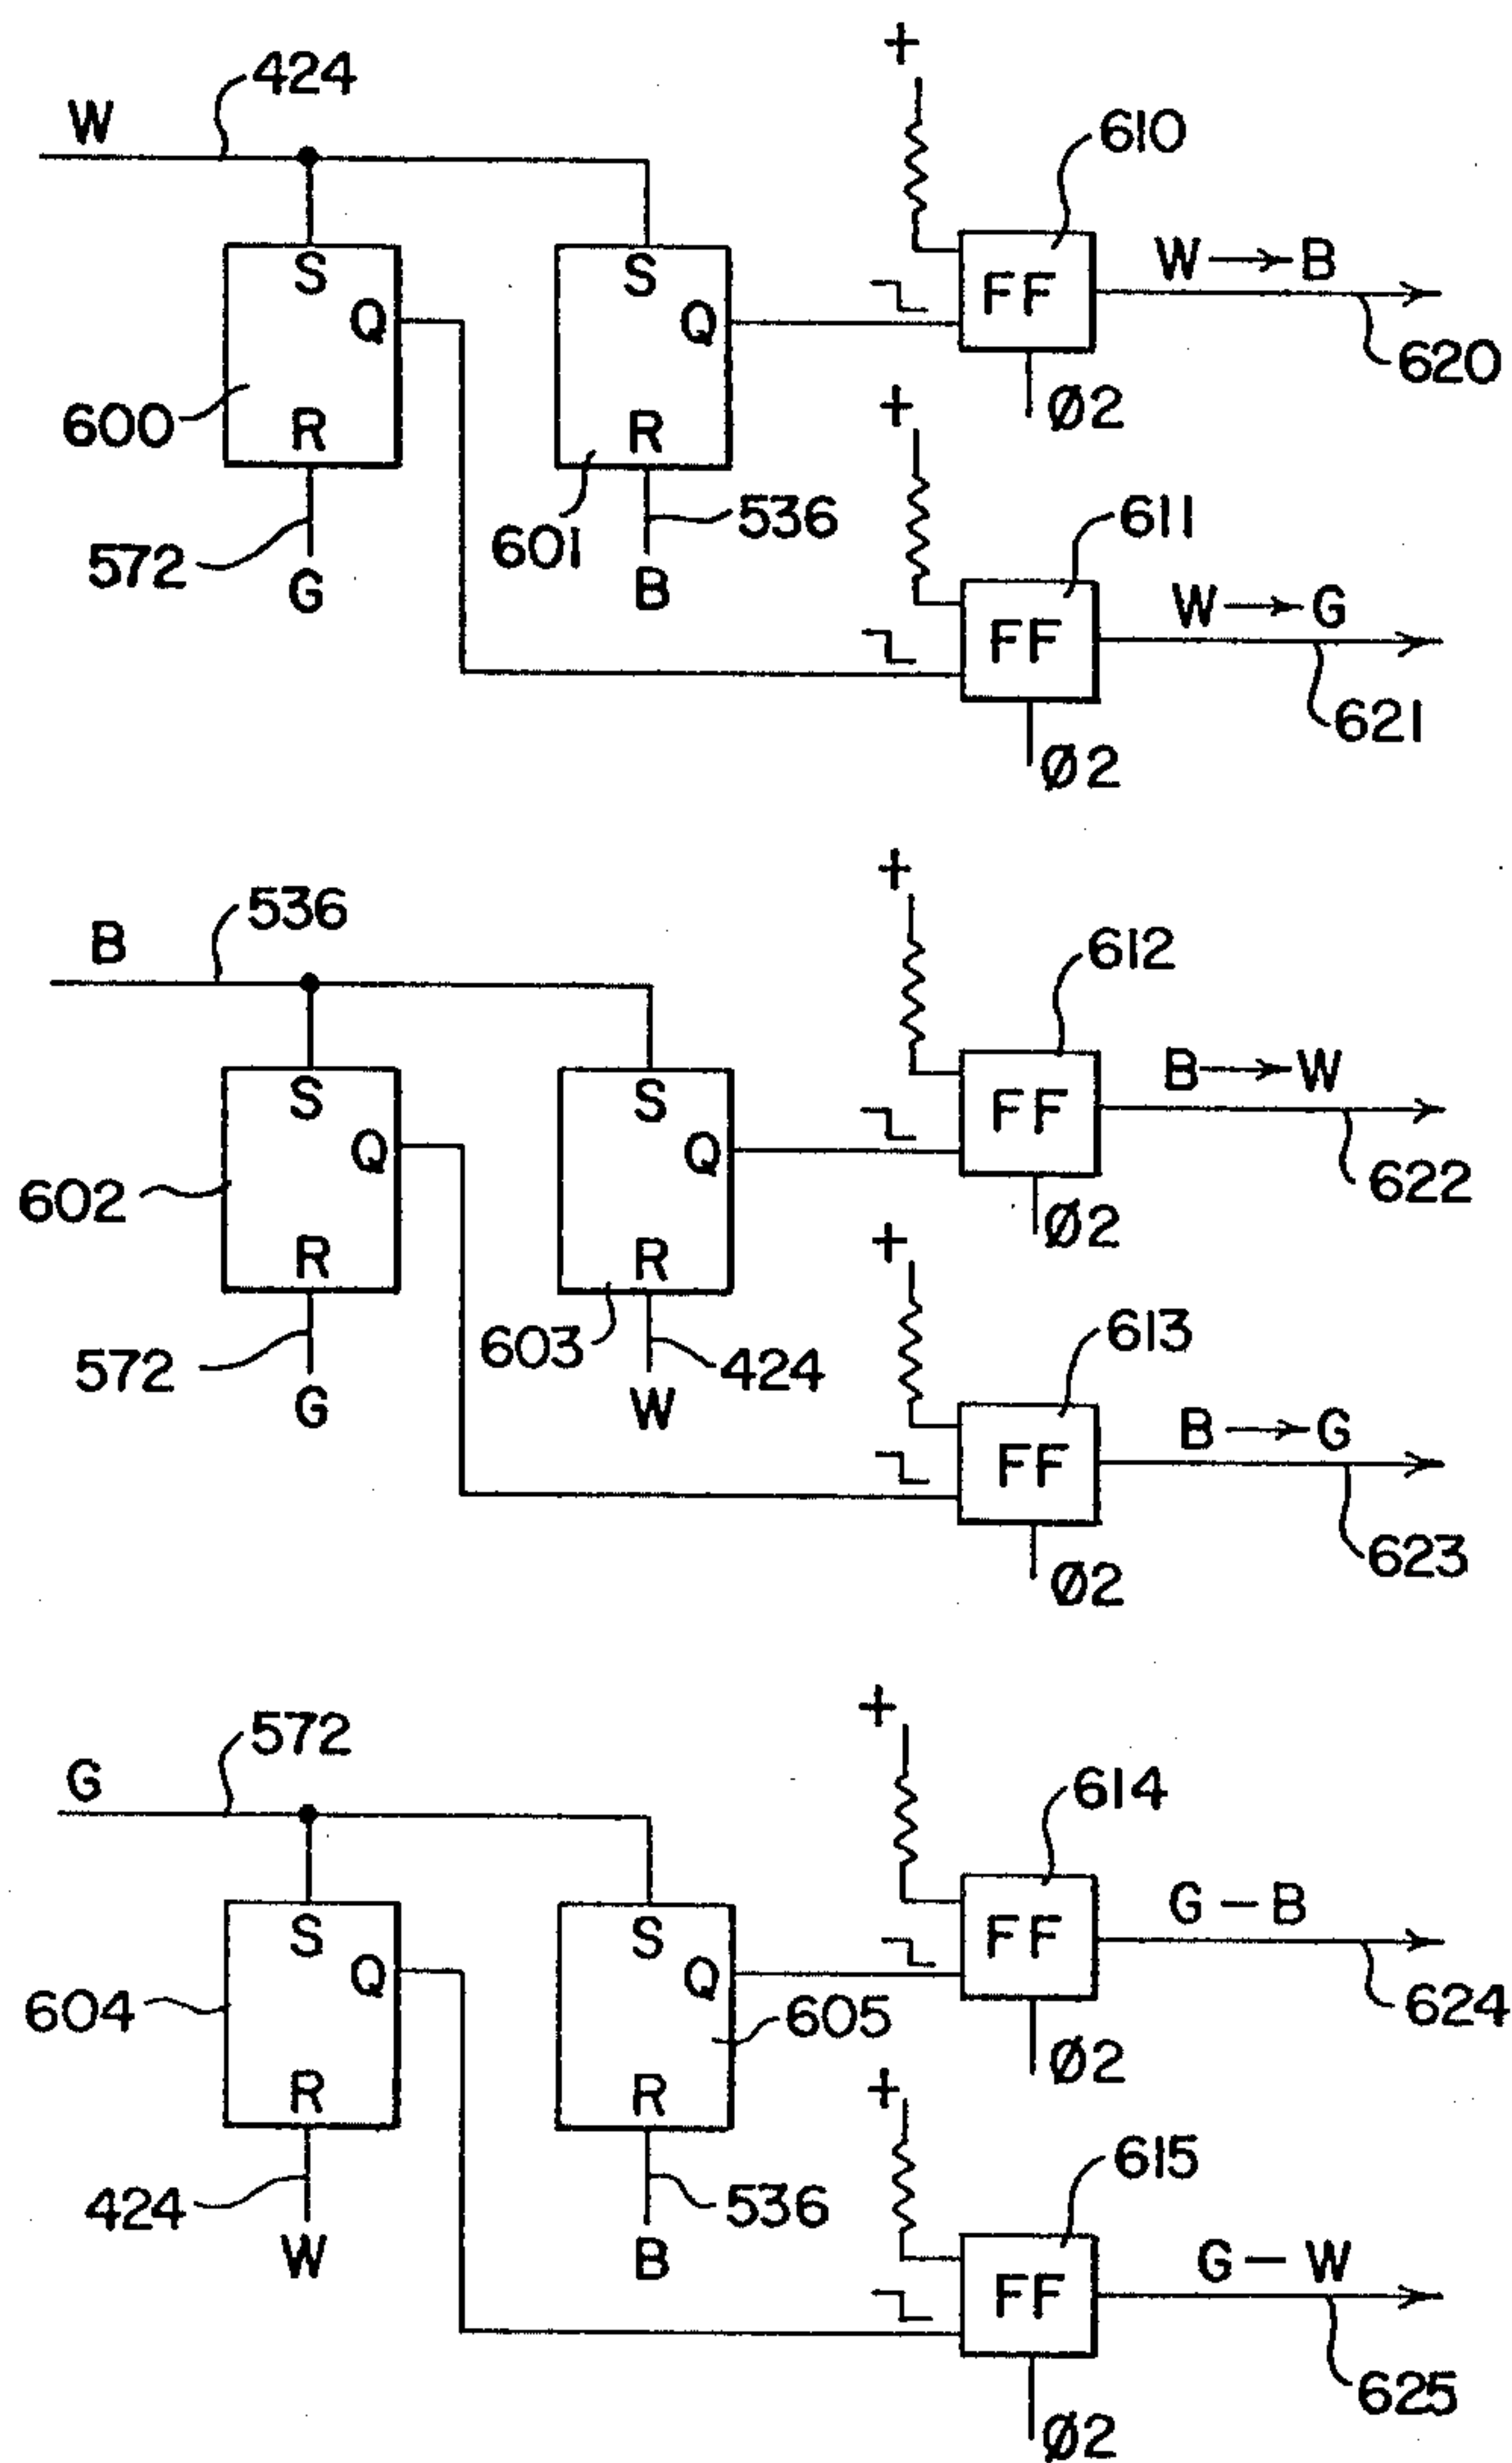 +
424
W
610
S
S
W → B
Q
Q
FF
620
600
R
R
+
Ø2
601
536
611
572
G
B
W → G
FF
621
Ø2
+
536
B
612
B → W
S
S
FF
Q
Q
622
602
Ø2
R
R
+
603
424
613
572
G
W
B → G
FF
623
Ø2
+
572
G
614
G – B
S
S
FF
Q
Q
624
604
605
Ø2
R
R
+
424
536
615
W
B
G – W
FF
625
Ø2